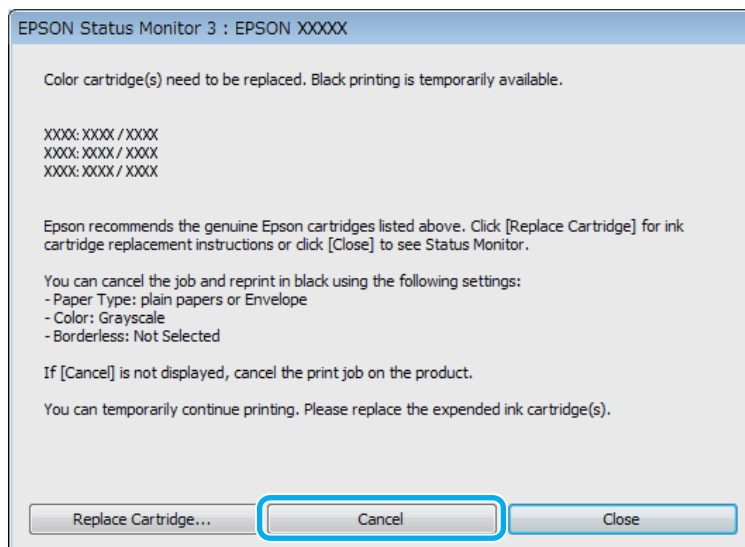 EPSON Status Monitor 3 : EPSON XXXXX
Color cartridge(s) need to be replaced. Black printing is temporarily available.
XXXX: XXXX / XXXX
XXXX: XXXX / XXXX
XXXX: XXXX / XXXX
Epson recommends the genuine Epson cartridges listed above. Click [Replace Cartridge] for ink
cartridge replacement instructions or click [Close] to see Status Monitor.
You can cancel the job and reprint in black using the following settings:
- Paper Type: plain papers or Envelope
- Color: Grayscale
- Borderless: Not Selected
If [Cancel] is not displayed, cancel the print job on the product.
You can temporarily continue printing. Please replace the expended ink cartridge(s).
Replace Cartridge... Cancel Close